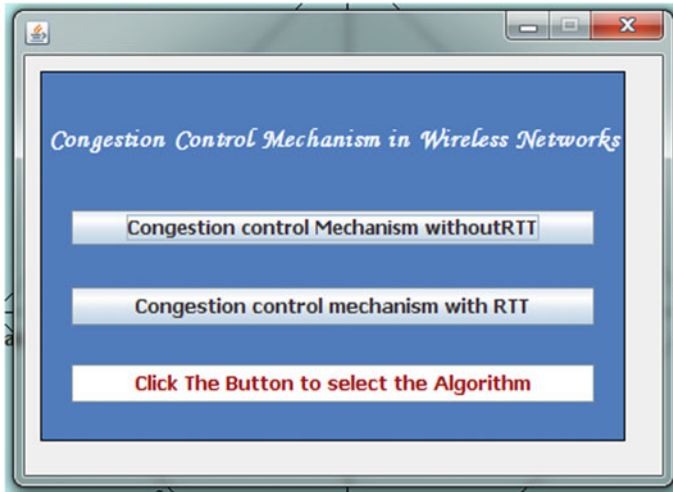 Congestion Control Mechanism in Wireless Networks
Congestion control Mechanism withoutRTT
Congestion control mechanism with RTT
Click The Button to select the Algorithm
a